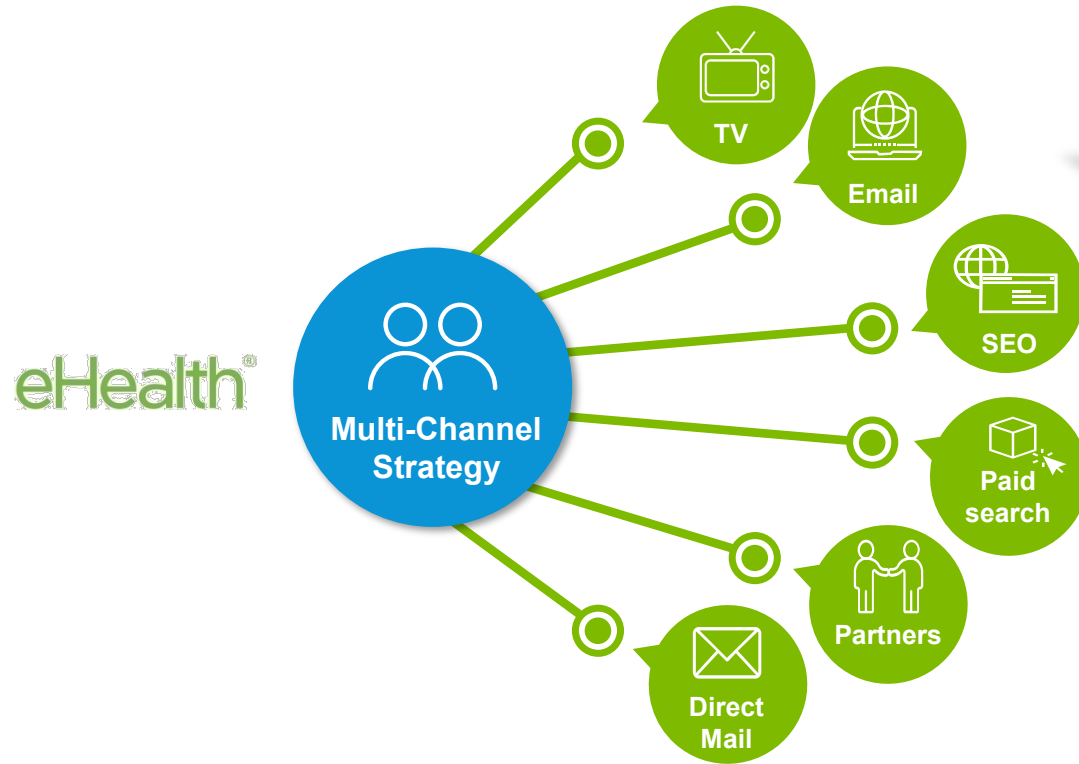 eHealth®
Multi-Channel
Strategy
TV
Email
SEO
Paid
search
Partners
Direct
Mail